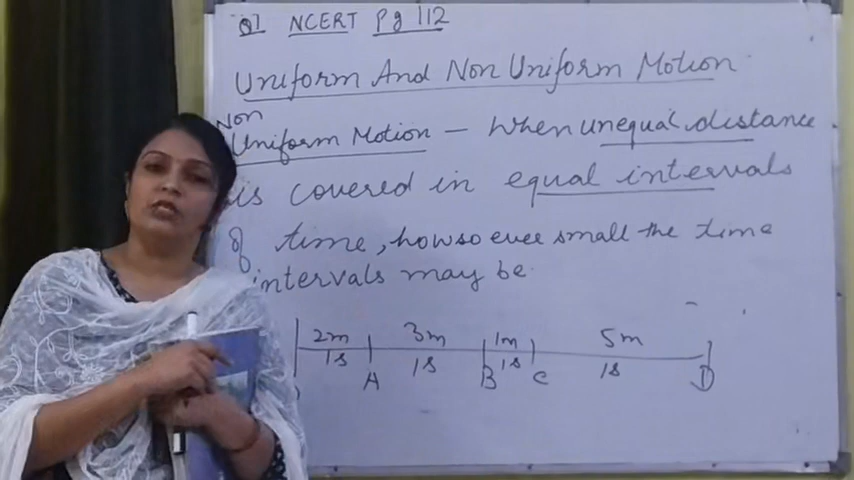 Q1 NCERT Pg 112
Uniform And Non Uniform Motion
Non
Uniform Motion — When unequal distance
is covered in equal intervals
of time, howsoever small the time
intervals may be.
2m 3m 1m 5m
1s 1s 1s 1s
A B C D